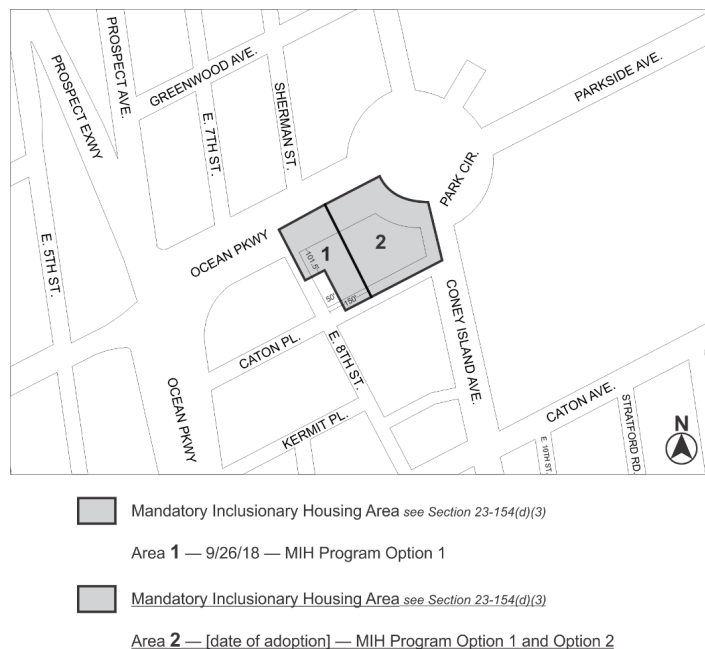 PROSPECT AVE.
PROSPECT EXWY
GREENWOOD AVE.
E. 7TH ST.
SHERMAN ST.
PARKSIDE AVE.
PARK CIR.
OCEAN PKWY
E. 5TH ST.
1
2
101.5'
50'
150'
CATON PL.
E. 8TH ST.
CONEY ISLAND AVE.
OCEAN PKWY
KERMIT PL.
CATON AVE.
E. 10TH ST.
STRATFORD RD.
N
Mandatory Inclusionary Housing Area see Section 23-154(d)(3)
Area 1 — 9/26/18 — MIH Program Option 1
Mandatory Inclusionary Housing Area see Section 23-154(d)(3)
Area 2 — [date of adoption] — MIH Program Option 1 and Option 2